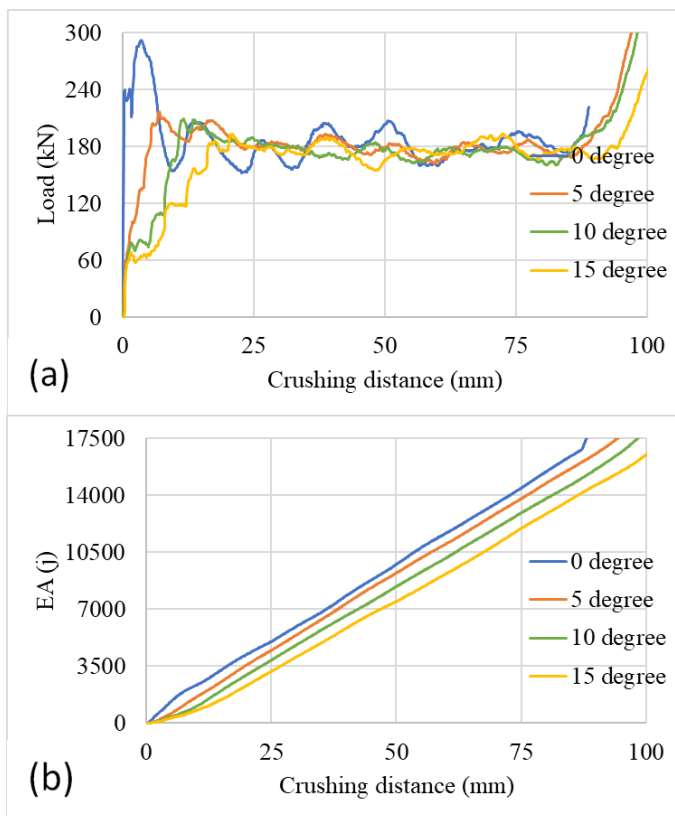 300
240
180
120
60
0
Load (kN)
0 degree
5 degree
10 degree
15 degree
0 25 50 75 100
Crushing distance (mm)
(a)
17500
14000
10500
7000
3500
0
EA (j)
0 degree
5 degree
10 degree
15 degree
0 25 50 75 100
Crushing distance (mm)
(b)